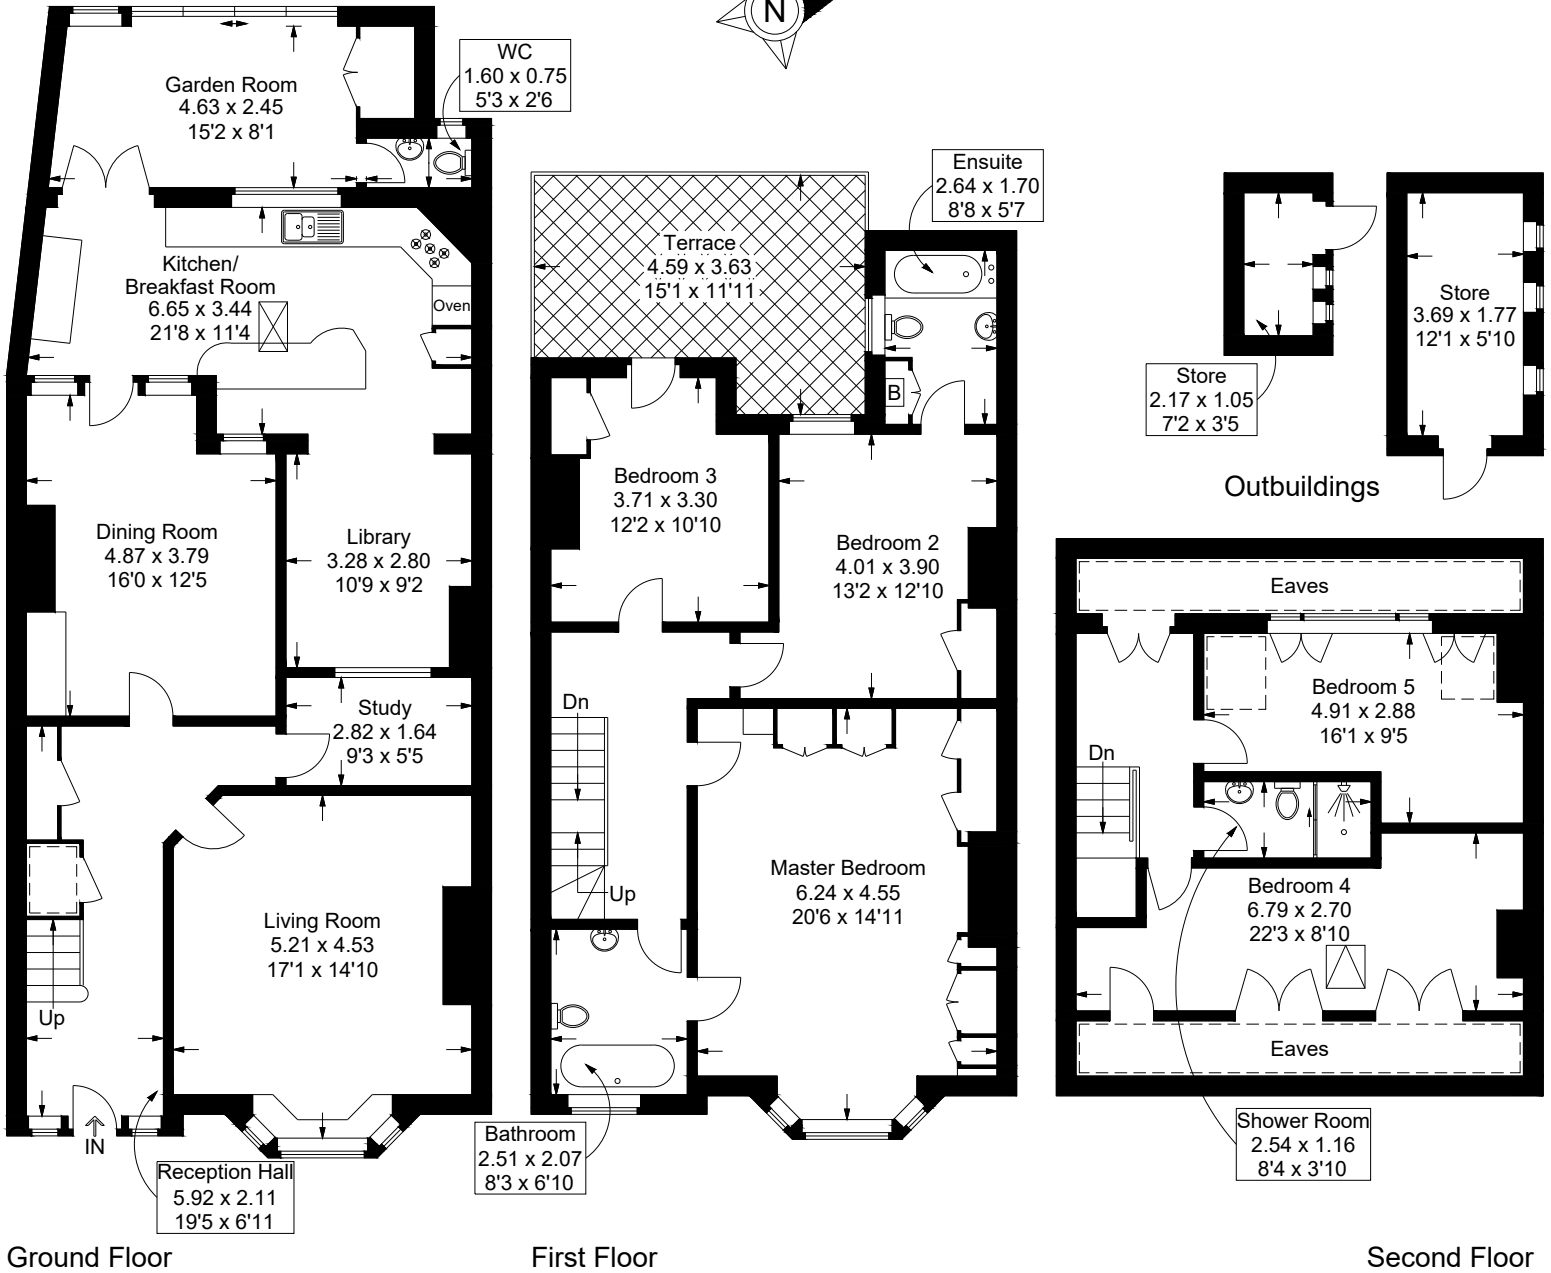 N
WC
1.60 x 0.75
5'3 x 2'6
Garden Room
4.63 x 2.45
15'2 x 8'1
Kitchen/
Breakfast Room
6.65 x 3.44
21'8 x 11'4
Oven
Dining Room
4.87 x 3.79
16'0 x 12'5
Library
3.28 x 2.80
10'9 x 9'2
Study
2.82 x 1.64
9'3 x 5'5
Living Room
5.21 x 4.53
17'1 x 14'10
Up
IN
Reception Hall
5.92 x 2.11
19'5 x 6'11
Ground Floor
Ensuite
2.64 x 1.70
8'8 x 5'7
Terrace
4.59 x 3.63
15'1 x 11'11
B
Bedroom 3
3.71 x 3.30
12'2 x 10'10
Bedroom 2
4.01 x 3.90
13'2 x 12'10
Dn
Up
Master Bedroom
6.24 x 4.55
20'6 x 14'11
Bathroom
2.51 x 2.07
8'3 x 6'10
First Floor
Store
2.17 x 1.05
7'2 x 3'5
Store
3.69 x 1.77
12'1 x 5'10
Outbuildings
Eaves
Bedroom 5
4.91 x 2.88
16'1 x 9'5
Dn
Bedroom 4
6.79 x 2.70
22'3 x 8'10
Eaves
Shower Room
2.54 x 1.16
8'4 x 3'10
Second Floor